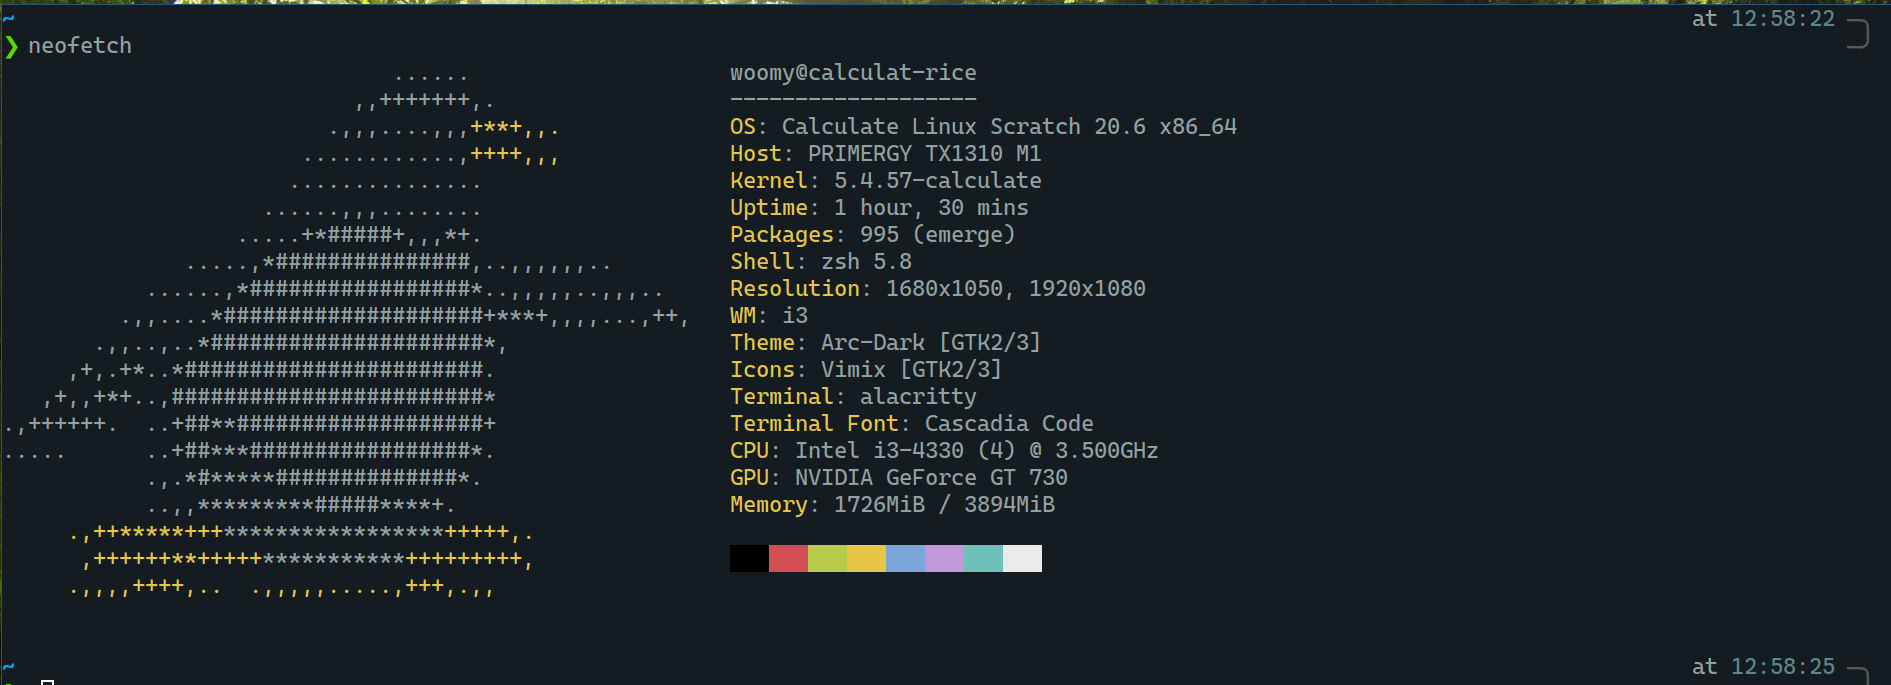 ~ at 12:58:22
❯ neofetch
...... woomy@calculat-rice
,,+++++++,. -------------------
.,,,....,,,+**+,,. OS: Calculate Linux Scratch 20.6 x86_64
............,++++,,, Host: PRIMERGY TX1310 M1
............... Kernel: 5.4.57-calculate
......,,,........ Uptime: 1 hour, 30 mins
.....+*#####+,,,*+. Packages: 995 (emerge)
.....,*###############,..,,,,,,.. Shell: zsh 5.8
......,*#################*..,,,,,..,,,.. Resolution: 1680x1050, 1920x1080
.,,....*####################+***+,,,,...,++, WM: i3
.,,..,..*#####################*, Theme: Arc-Dark [GTK2/3]
,+,.+*..*#######################. Icons: Vimix [GTK2/3]
,+,,+*+..,########################* Terminal: alacritty
.,++++++. ..+##**###################+ Terminal Font: Cascadia Code
..... ..+##***#################*. CPU: Intel i3-4330 (4) @ 3.500GHz
.,.*#*****##############*. GPU: NVIDIA GeForce GT 730
..,,*********#####****+. Memory: 1726MiB / 3894MiB
.,++*****+++*****************+++++,.
,++++++**+++++***********+++++++++,
.,,,,++++,.. .,,,,,.....,+++,.,,
~ at 12:58:25